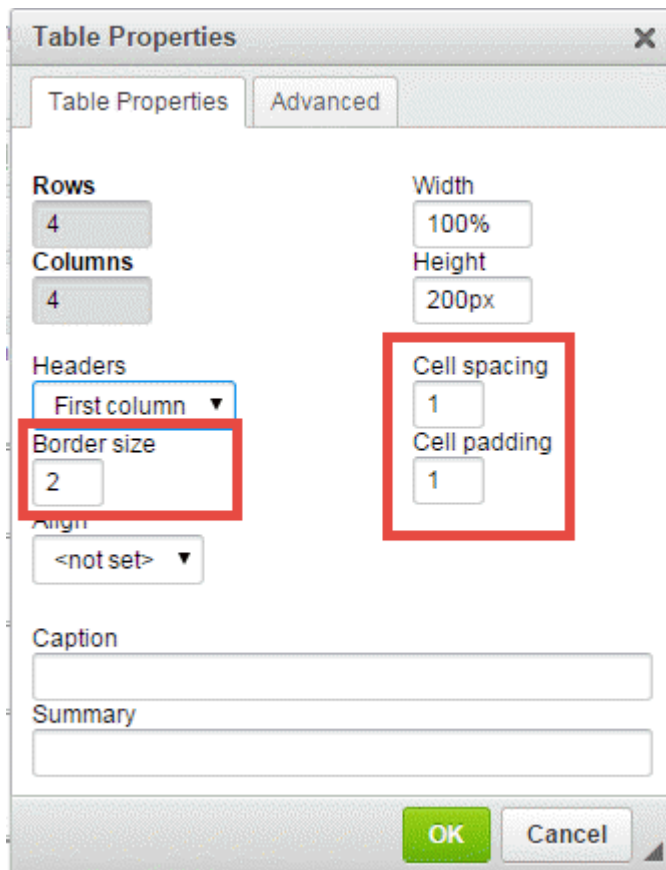 Table Properties
Table Properties Advanced
Rows
4
Columns
4
Width
100%
Height
200px
Headers
First column
Border size
2
Align
<not set>
Cell spacing
1
Cell padding
1
Caption
Summary
OK Cancel